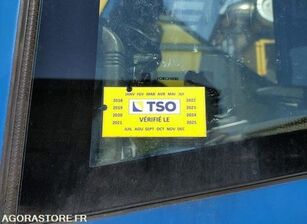 JANV FEV MAR AVR MAI JUI
2018 2022
2019 TSO 2023
2020 2024
2021 VÉRIFIÉ LE 2025
JUIL AOU SEPT OCT NOV DEC
AGORASTORE.FR